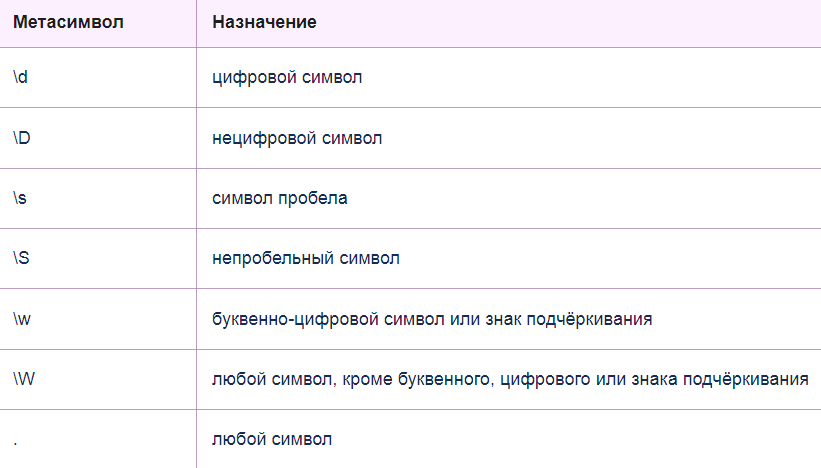 Метасимвол Назначение
\d цифровой символ
\D нецифровой символ
\s символ пробела
\S непробельный символ
\w буквенно-цифровой символ или знак подчёркивания
\W любой символ, кроме буквенного, цифрового или знака подчёркивания
. любой символ